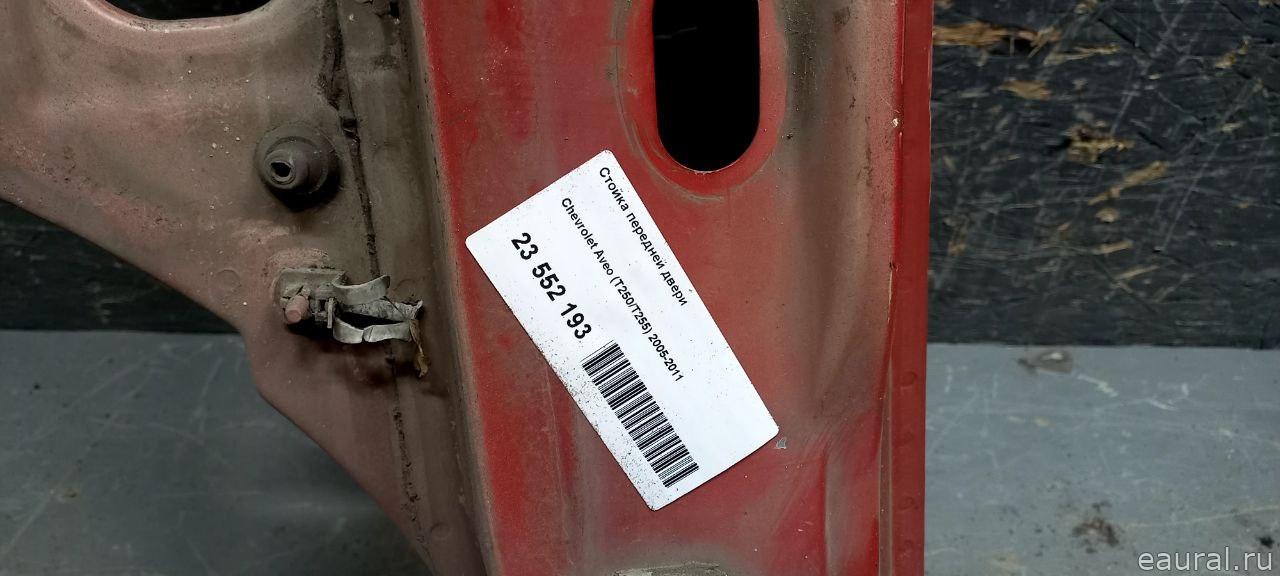 Стойка передней двери
Chevrolet Aveo (T250/T255) 2005-2011
23 552 193
eaural.ru